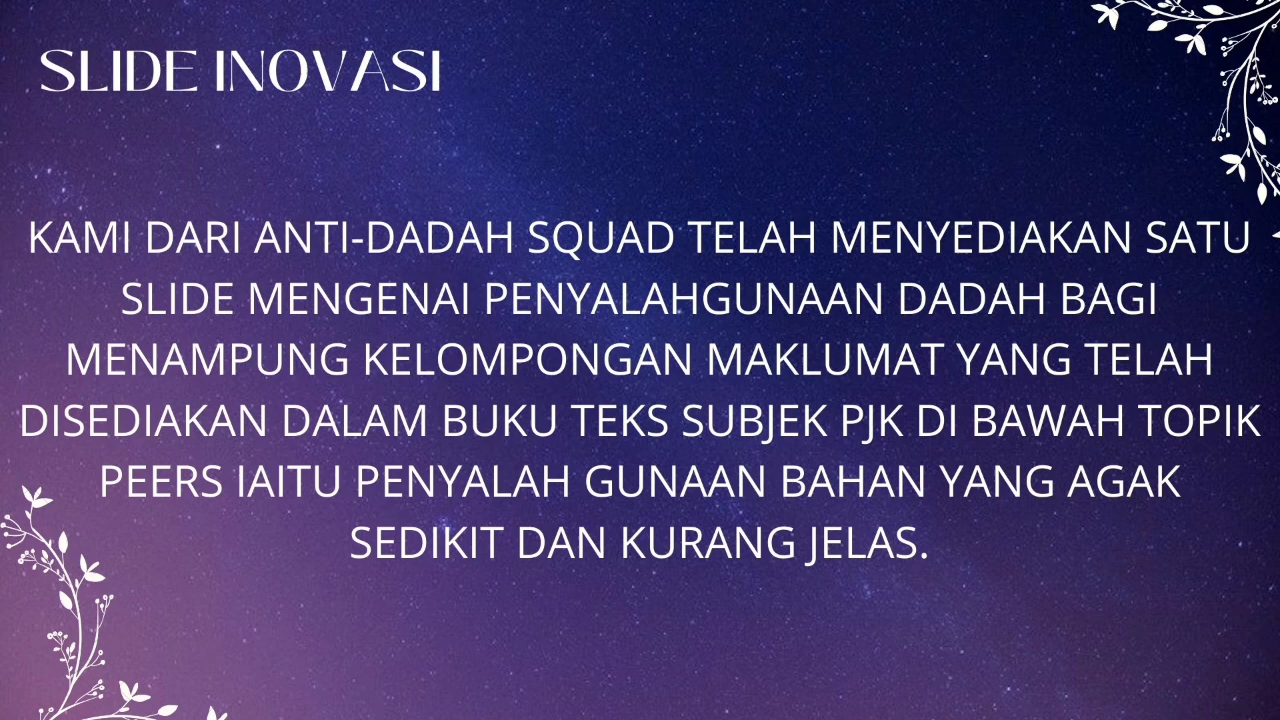 SLIDE INOVASI
KAMI DARI ANTI-DADAH SQUAD TELAH MENYEDIAKAN SATU
SLIDE MENGENAI PENYALAHGUNAAN DADAH BAGI
MENAMPUNG KELOMPONGAN MAKLUMAT YANG TELAH
DISEDIAKAN DALAM BUKU TEKS SUBJEK PJK DI BAWAH TOPIK
PEERS IAITU PENYALAH GUNAAN BAHAN YANG AGAK
SEDIKIT DAN KURANG JELAS.